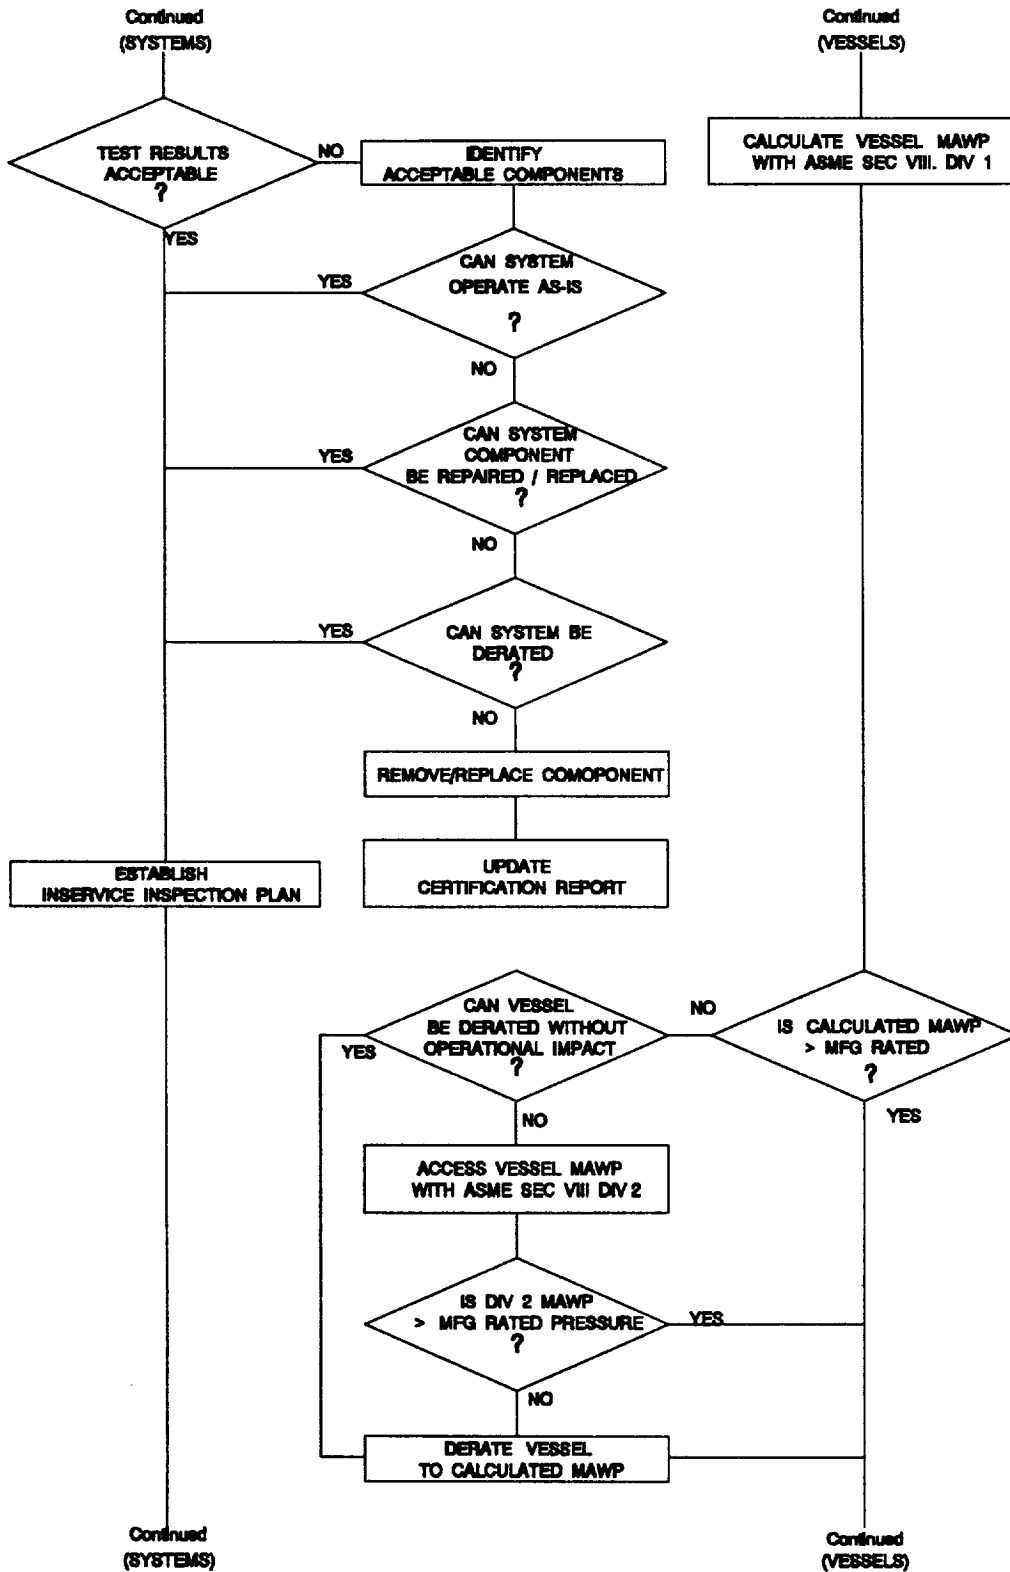 Continued
(SYSTEMS)
Continued
(VESSELS)
TEST RESULTS
ACCEPTABLE
?
NO
IDENTIFY
ACCEPTABLE COMPONENTS
CALCULATE VESSEL MAWP
WITH ASME SEC VIII. DIV 1
YES
CAN SYSTEM
OPERATE AS-IS
?
YES
NO
CAN SYSTEM
COMPONENT
BE REPAIRED / REPLACED
?
YES
NO
CAN SYSTEM BE
DERATED
?
YES
NO
REMOVE/REPLACE COMOPONENT
UPDATE
CERTIFICATION REPORT
ESTABLISH
INSERVICE INSPECTION PLAN
CAN VESSEL
BE DERATED WITHOUT
OPERATIONAL IMPACT
?
NO
IS CALCULATED MAWP
> MFG RATED
?
YES
YES
NO
ACCESS VESSEL MAWP
WITH ASME SEC VIII DIV 2
IS DIV 2 MAWP
> MFG RATED PRESSURE
?
YES
NO
DERATE VESSEL
TO CALCULATED MAWP
Continued
(SYSTEMS)
Continued
(VESSELS)